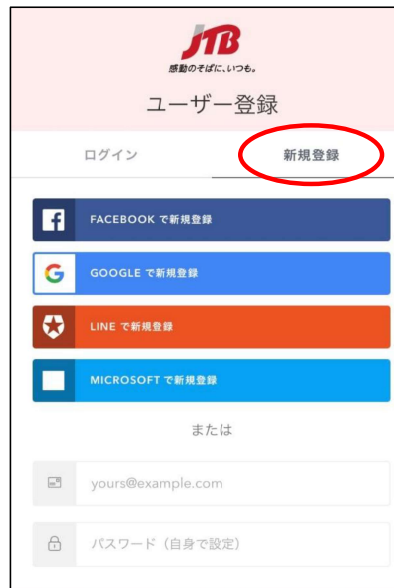 JTB
感動のそばに、いつも。
ユーザー登録
ログイン
新規登録
FACEBOOK で新規登録
GOOGLE で新規登録
LINE で新規登録
MICROSOFT で新規登録
または
yours@example.com
パスワード（自身で設定）